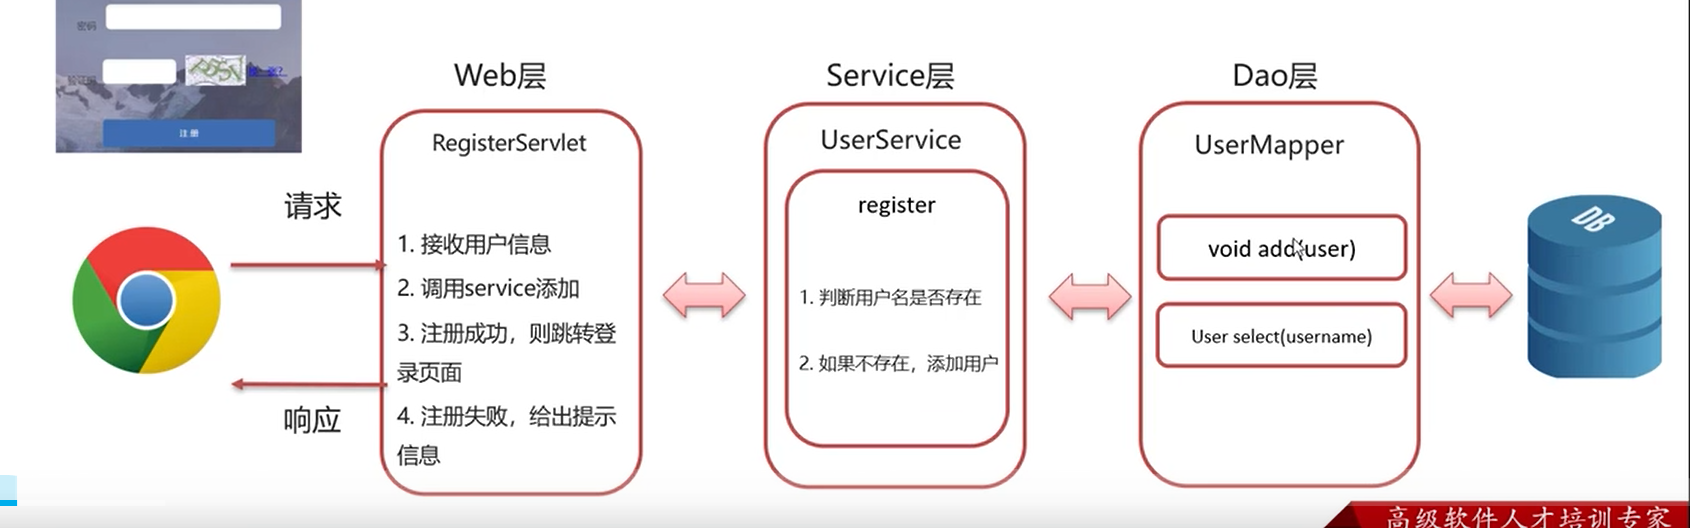 密码
验证码
注 册
Web层
RegisterServlet
请求
响应
1. 接收用户信息
2. 调用service添加
3. 注册成功，则跳转登
录页面
4. 注册失败，给出提示
信息
Service层
UserService
register
1. 判断用户名是否存在
2. 如果不存在，添加用户
Dao层
UserMapper
void add(user)
User select(username)
DB
高级软件人才培训专家